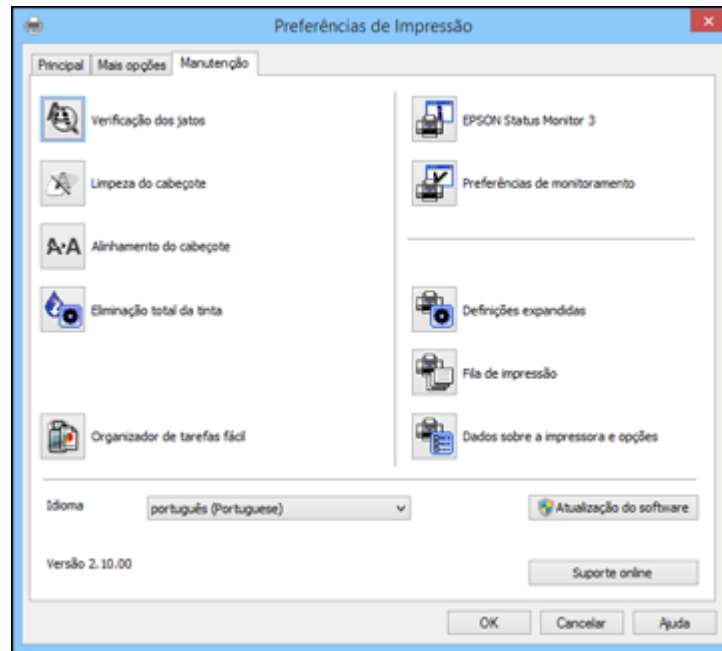 Preferências de Impressão
Principal
Mais opções
Manutenção
Verificação dos jatos
EPSON Status Monitor 3
Limpeza do cabeçote
Preferências de monitoramento
A·A
Alinhamento do cabeçote
Eliminação total da tinta
Definições expandidas
Fila de impressão
Organizador de tarefas fácil
Dados sobre a impressora e opções
Idioma
português (Portuguese)
Atualização do software
Versão 2.10.00
Suporte online
OK
Cancelar
Ajuda